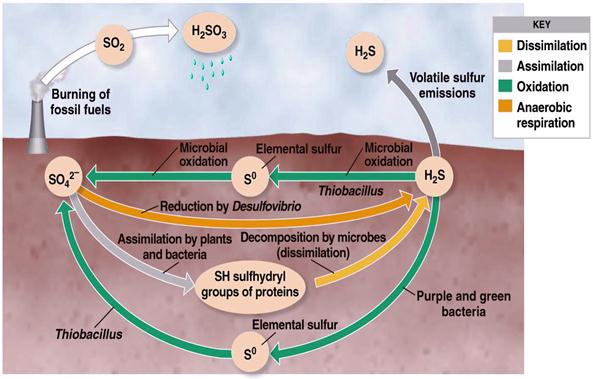 SO2
H2SO3
H2S
KEY
Dissimilation
Assimilation
Oxidation
Anaerobic
respiration
Burning of
fossil fuels
Volatile sulfur
emissions
Microbial
oxidation
Elemental sulfur
Microbial
oxidation
SO4 2–
S0
Thiobacillus
H2S
Reduction by Desulfovibrio
Assimilation by plants
and bacteria
Decomposition by microbes
(dissimilation)
SH sulfhydryl
groups of proteins
Purple and green
bacteria
Thiobacillus
Elemental sulfur
S0